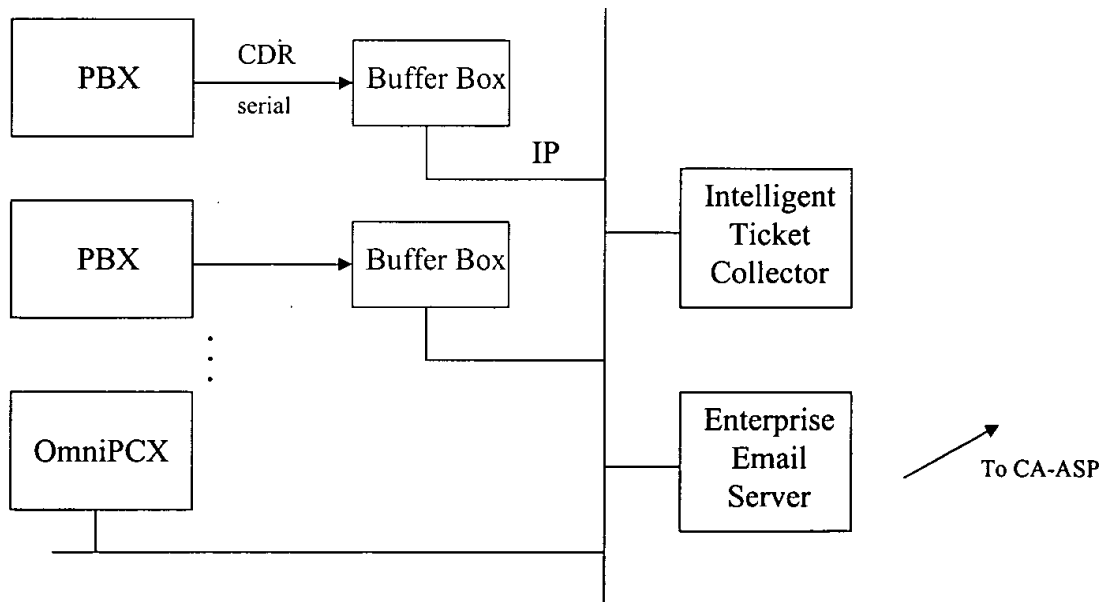 PBX
CDR
serial
Buffer Box
IP
PBX
Buffer Box
Intelligent
Ticket
Collector
OmniPCX
Enterprise
Email
Server
To CA-ASP